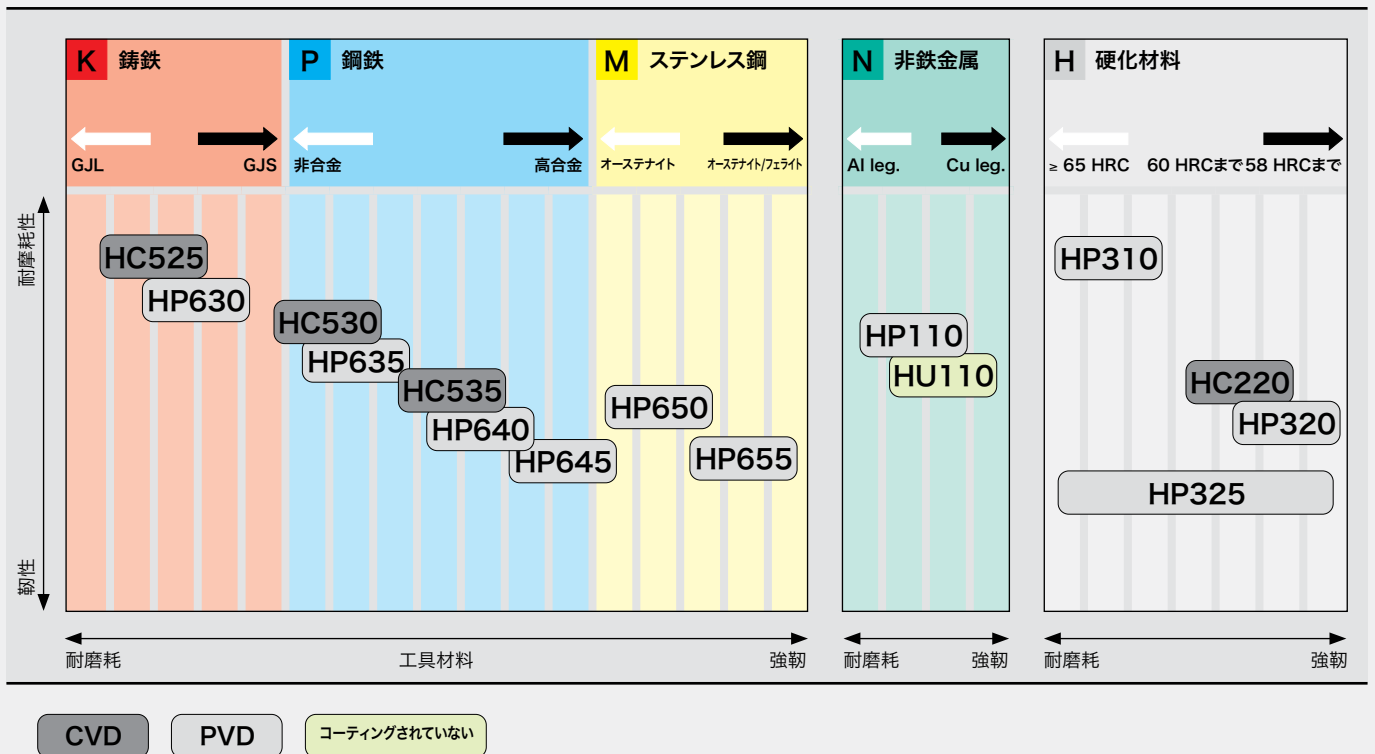 K 鋳鉄
P 鋼鉄
M ステンレス鋼
N 非鉄金属
H 硬化材料
GJL GJS
非合金 高合金
オーステナイト オーステナイト/フェライト
Al leg. Cu leg.
≥ 65 HRC 60 HRCまで 58 HRCまで
耐摩耗性
靭性
HC525
HP630
HC530
HP635
HC535
HP640
HP645
HP650
HP655
HP110
HU110
HP310
HC220
HP320
HP325
耐磨耗 工具材料 強靭
耐磨耗 強靭
耐磨耗 強靭
CVD PVD コーティングされていない